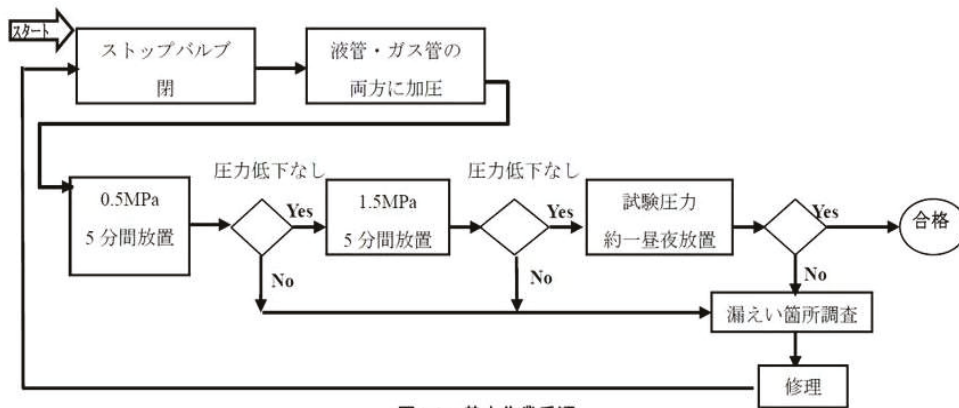 スタート
ストップバルブ
閉
液管・ガス管の
両方に加圧
圧力低下なし
圧力低下なし
0.5MPa
5分間放置
Yes
1.5MPa
5分間放置
Yes
試験圧力
約一昼夜放置
Yes
合格
No
No
No
漏えい箇所調査
修理